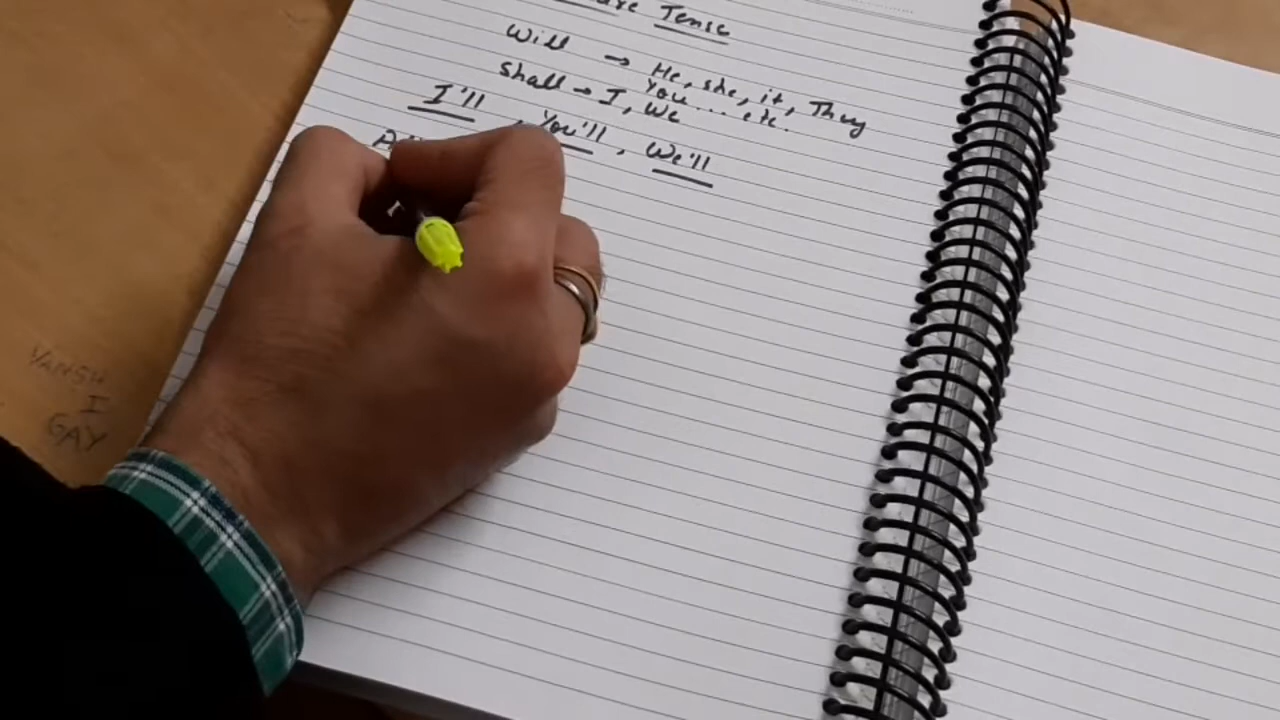 Tense
Will → He, she, it, They
You... etc.
Shall → I, We
I'll, You'll, We'll
VANSH
I
GAY